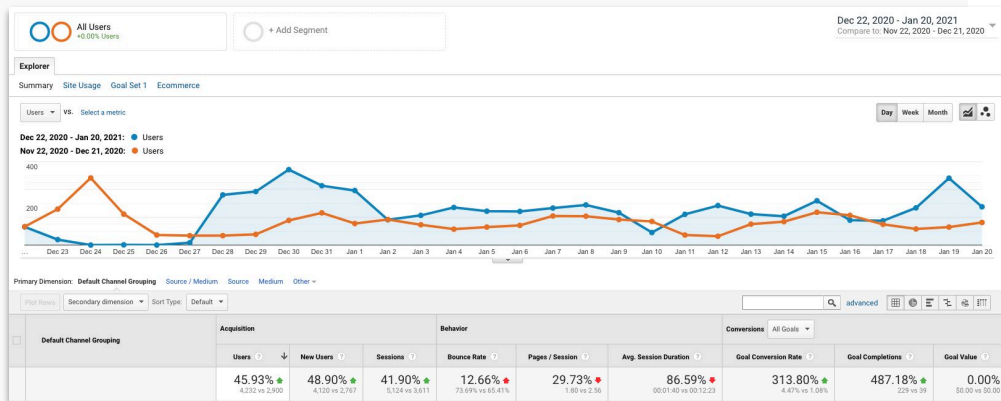 All Users
+0.00% Users
+ Add Segment
Dec 22, 2020 - Jan 20, 2021
Compare to: Nov 22, 2020 - Dec 21, 2020
Explorer
Summary Site Usage Goal Set 1 Ecommerce
Users VS. Select a metric
Day Week Month
Dec 22, 2020 - Jan 20, 2021: Users
Nov 22, 2020 - Dec 21, 2020: Users
400
200
... Dec 23 Dec 24 Dec 25 Dec 26 Dec 27 Dec 28 Dec 29 Dec 30 Dec 31 Jan 1 Jan 2 Jan 3 Jan 4 Jan 5 Jan 6 Jan 7 Jan 8 Jan 9 Jan 10 Jan 11 Jan 12 Jan 13 Jan 14 Jan 15 Jan 16 Jan 17 Jan 18 Jan 19 Jan 20
Primary Dimension: Default Channel Grouping Source / Medium Source Medium Other
Plot Rows Secondary dimension Sort Type: Default advanced
Default Channel Grouping
Acquisition Behavior Conversions All Goals
Users ? New Users ? Sessions ? Bounce Rate ? Pages / Session ? Avg. Session Duration ? Goal Conversion Rate ? Goal Completions ? Goal Value ?
45.93% 48.90% 41.90% 12.66% 29.73% 86.59% 313.80% 487.18% 0.00%
4,232 vs 2,900 4,120 vs 2,767 5,124 vs 3,611 73.69% vs 65.41% 1.80 vs 2.56 00:01:40 vs 00:12:23 4.47% vs 1.08% 229 vs 39 $0.00 vs $0.00